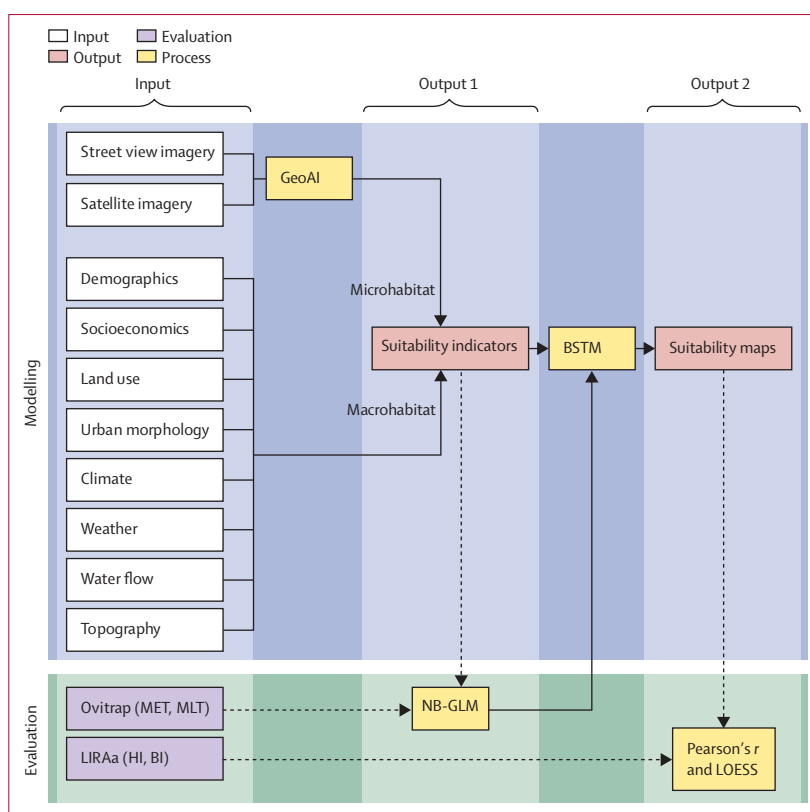 Input
Evaluation
Output
Process
Input
Output 1
Output 2
Modelling
Street view imagery
Satellite imagery
GeoAI
Demographics
Socioeconomics
Land use
Urban morphology
Climate
Weather
Water flow
Topography
Microhabitat
Suitability indicators
Macrohabitat
BSTM
Suitability maps
Evaluation
Ovitrap (MET, MLT)
LIRAa (HI, BI)
NB-GLM
Pearson's r
and LOESS